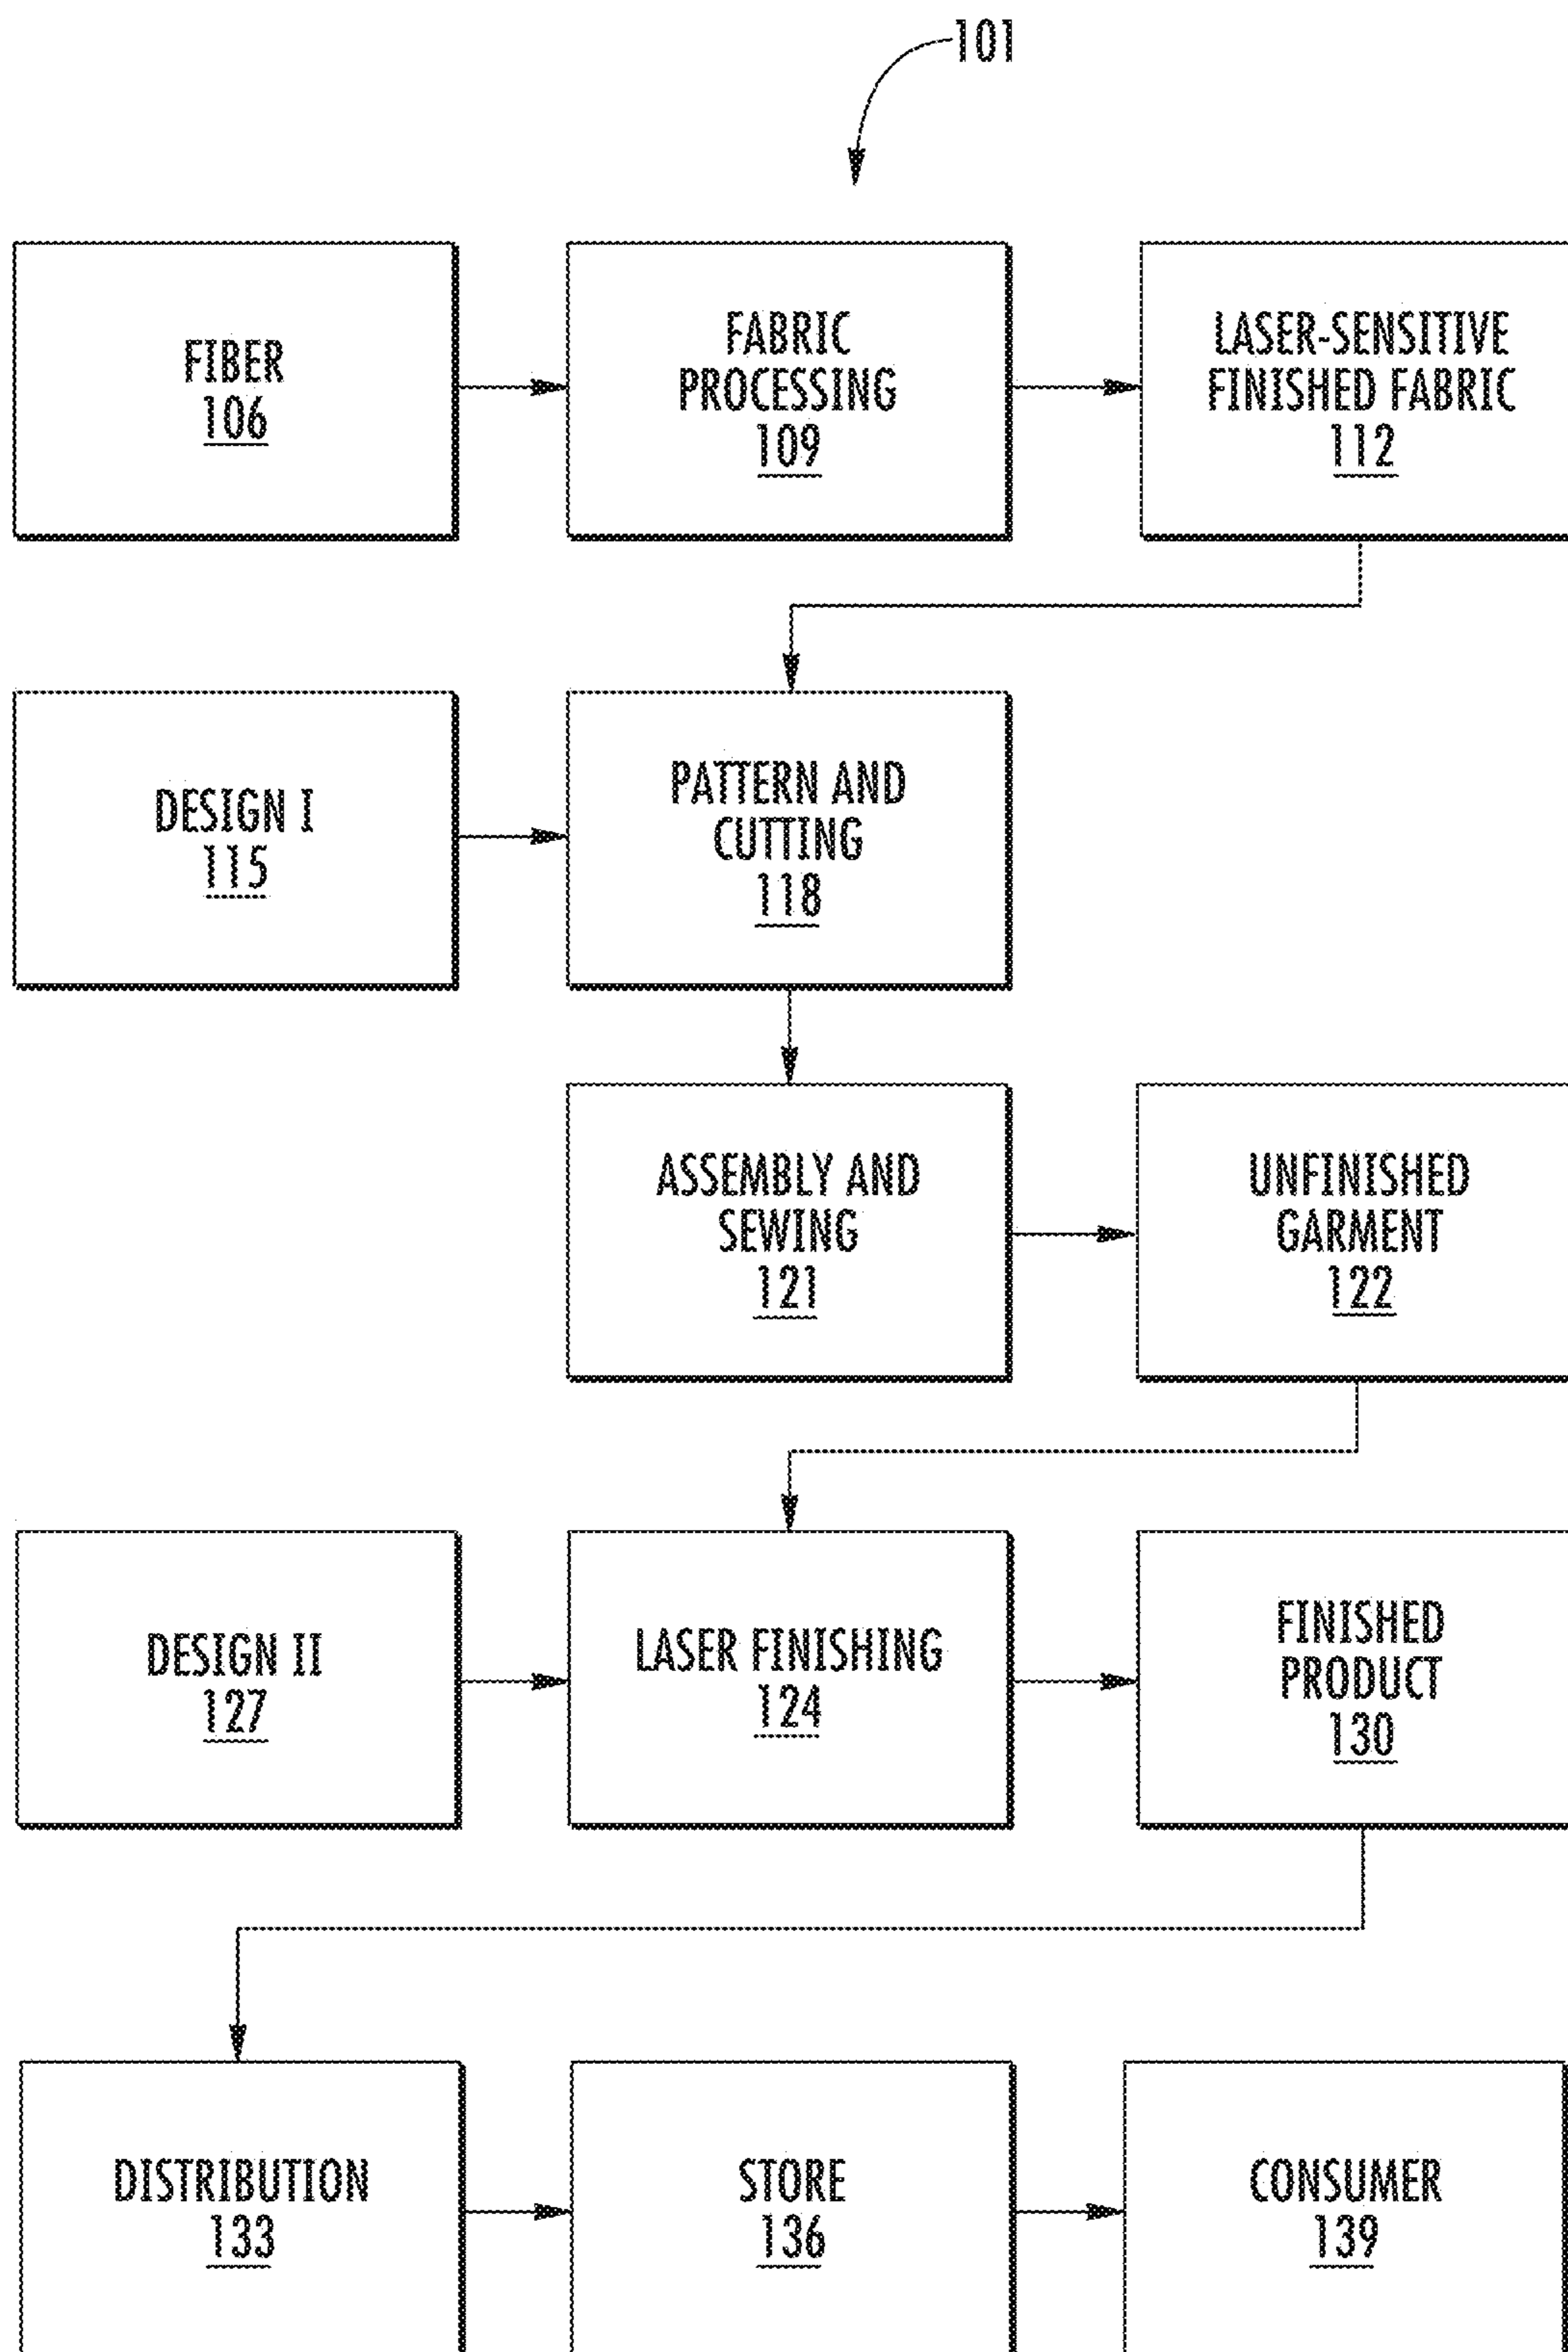 101
FIBER
106
FABRIC
PROCESSING
109
LASER-SENSITIVE
FINISHED FABRIC
112
DESIGN I
115
PATTERN AND
CUTTING
118
ASSEMBLY AND
SEWING
121
UNFINISHED
GARMENT
122
DESIGN II
127
LASER FINISHING
124
FINISHED
PRODUCT
130
DISTRIBUTION
133
STORE
136
CONSUMER
139